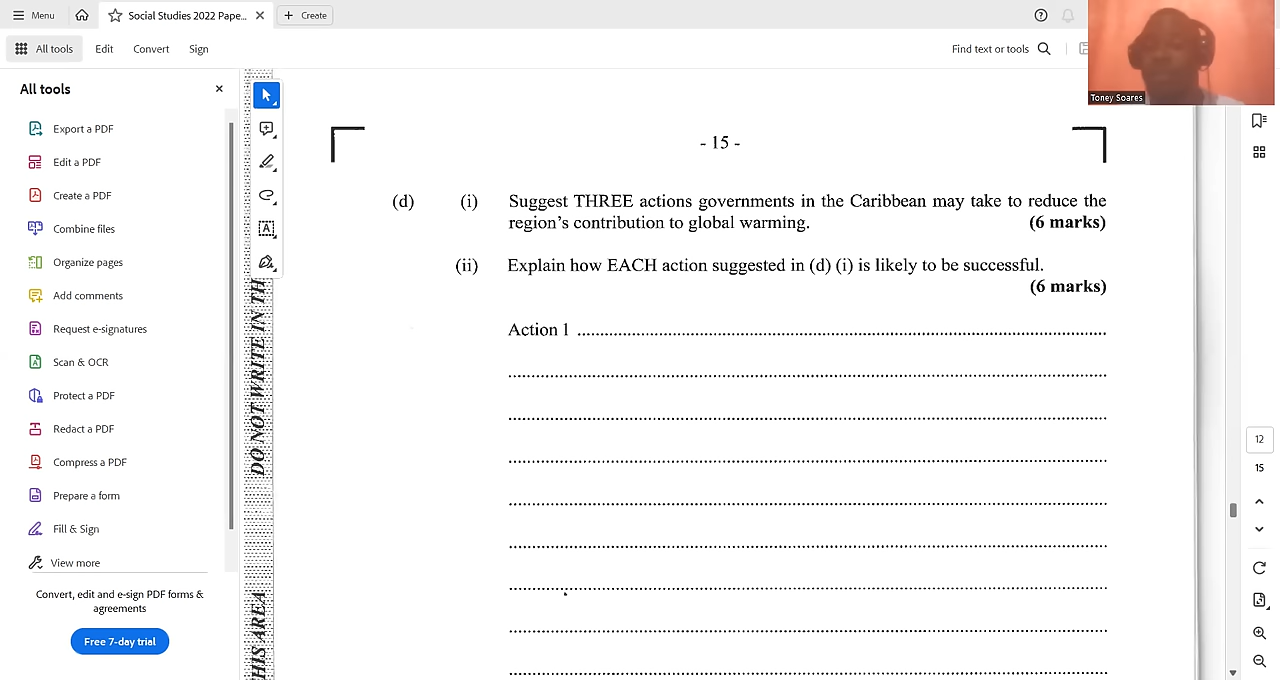 Menu
Social Studies 2022 Pape...
Create
All tools
Edit
Convert
Sign
Find text or tools
Toney Soares
All tools
Export a PDF
Edit a PDF
Create a PDF
Combine files
Organize pages
Add comments
Request e-signatures
Scan & OCR
Protect a PDF
Redact a PDF
Compress a PDF
Prepare a form
Fill & Sign
View more
Convert, edit and e-sign PDF forms &
agreements
Free 7-day trial
DO NOT WRITE IN TH
HIS AREA
- 15 -
(d) (i) Suggest THREE actions governments in the Caribbean may take to reduce the
region's contribution to global warming. (6 marks)
(ii) Explain how EACH action suggested in (d) (i) is likely to be successful.
(6 marks)
Action 1
12
15